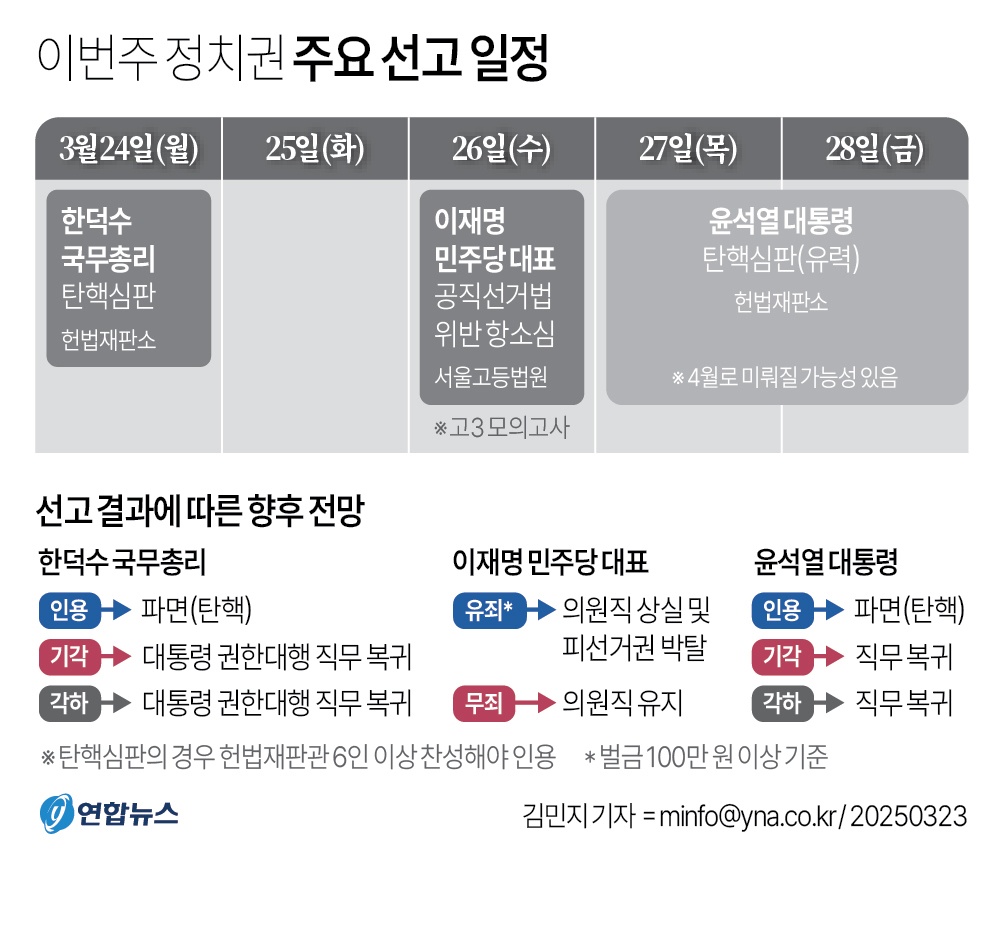 이번주 정치권 주요 선고 일정
3월24일(월) 25일(화) 26일(수) 27일(목) 28일(금)
한덕수
국무총리
탄핵심판
헌법재판소
이재명
민주당 대표
공직선거법
위반 항소심
서울고등법원
※고3 모의고사
윤석열 대통령
탄핵심판(유력)
헌법재판소
※4월로 미뤄질 가능성 있음
선고 결과에 따른 향후 전망
한덕수 국무총리
인용 파면(탄핵)
기각 대통령 권한대행 직무 복귀
각하 대통령 권한대행 직무 복귀
이재명 민주당 대표
유죄* 의원직 상실 및
피선거권 박탈
무죄 의원직 유지
윤석열 대통령
인용 파면(탄핵)
기각 직무 복귀
각하 직무 복귀
※탄핵심판의 경우 헌법재판관 6인 이상 찬성해야 인용 *벌금 100만 원 이상 기준
y 연합뉴스
김민지 기자 = minfo@yna.co.kr / 20250323